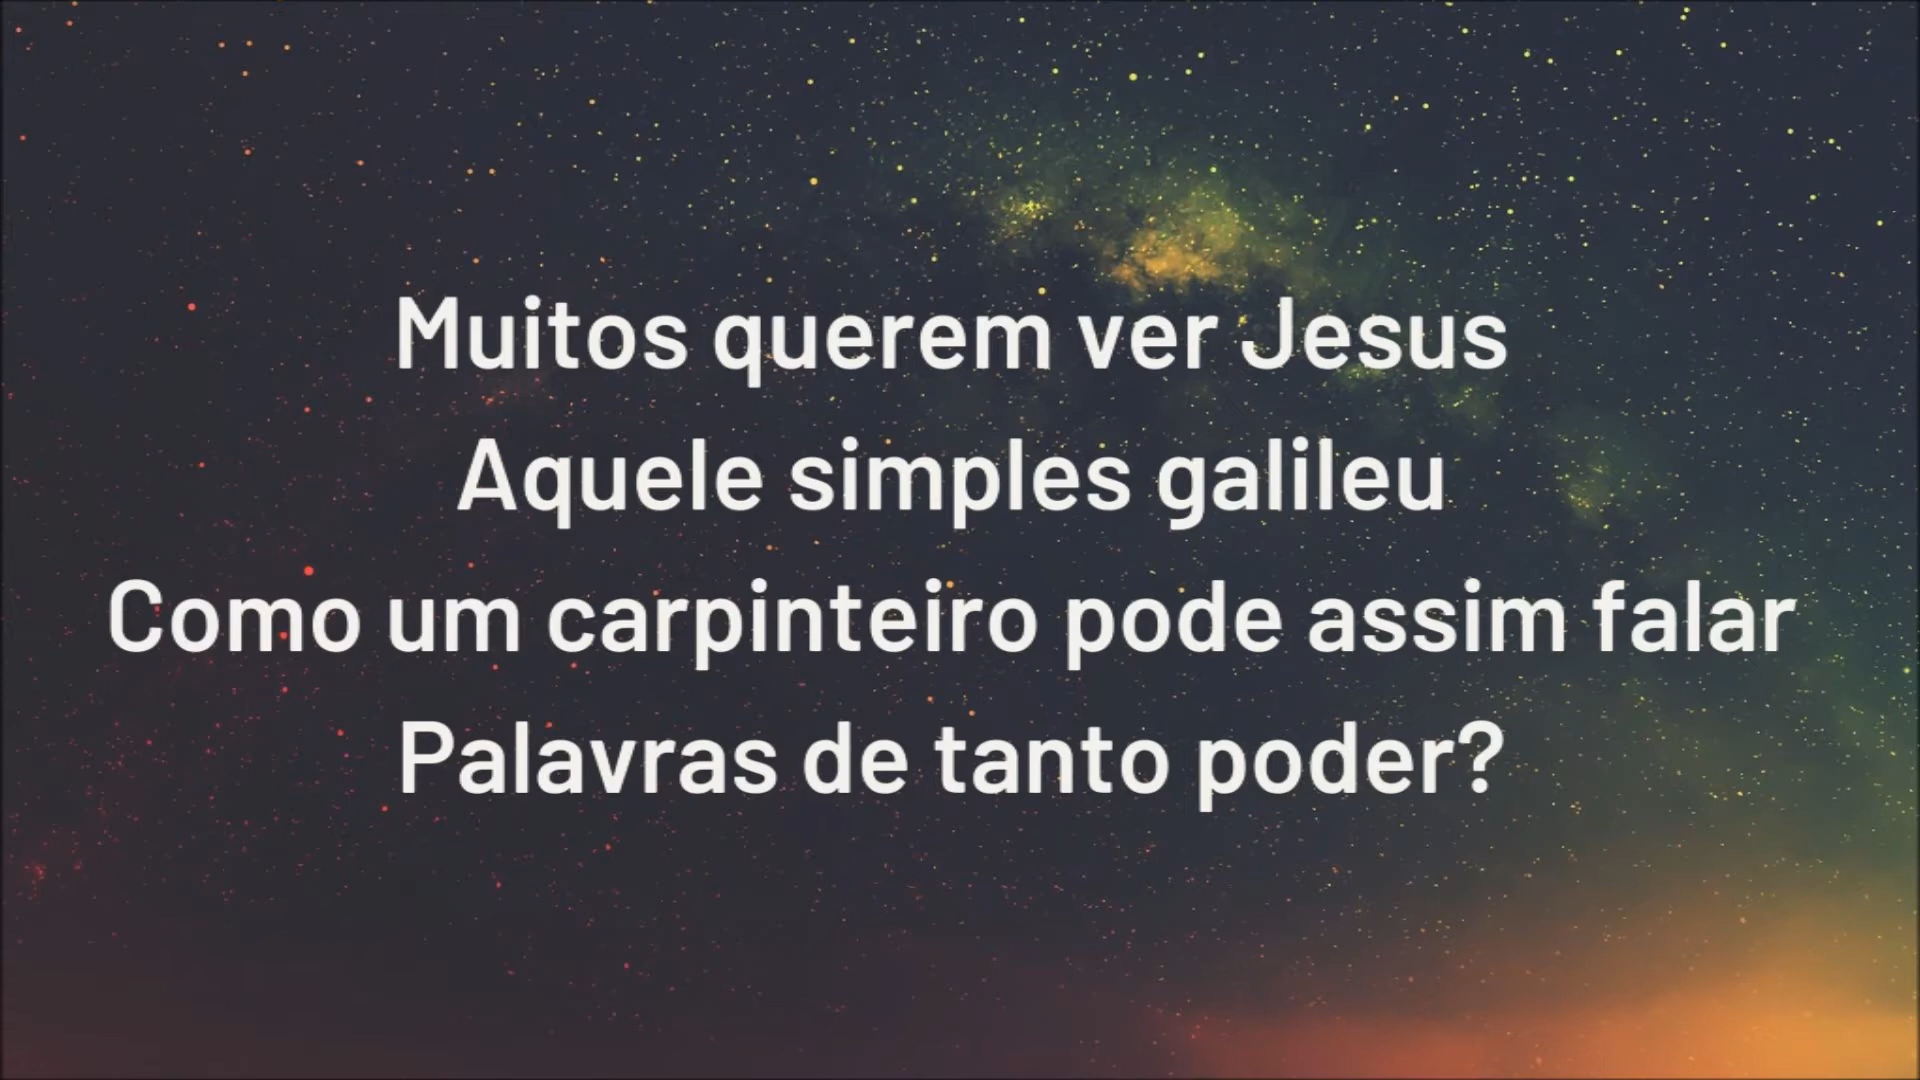 Muitos querem ver Jesus
Aquele simples galileu
Como um carpinteiro pode assim falar
Palavras de tanto poder?